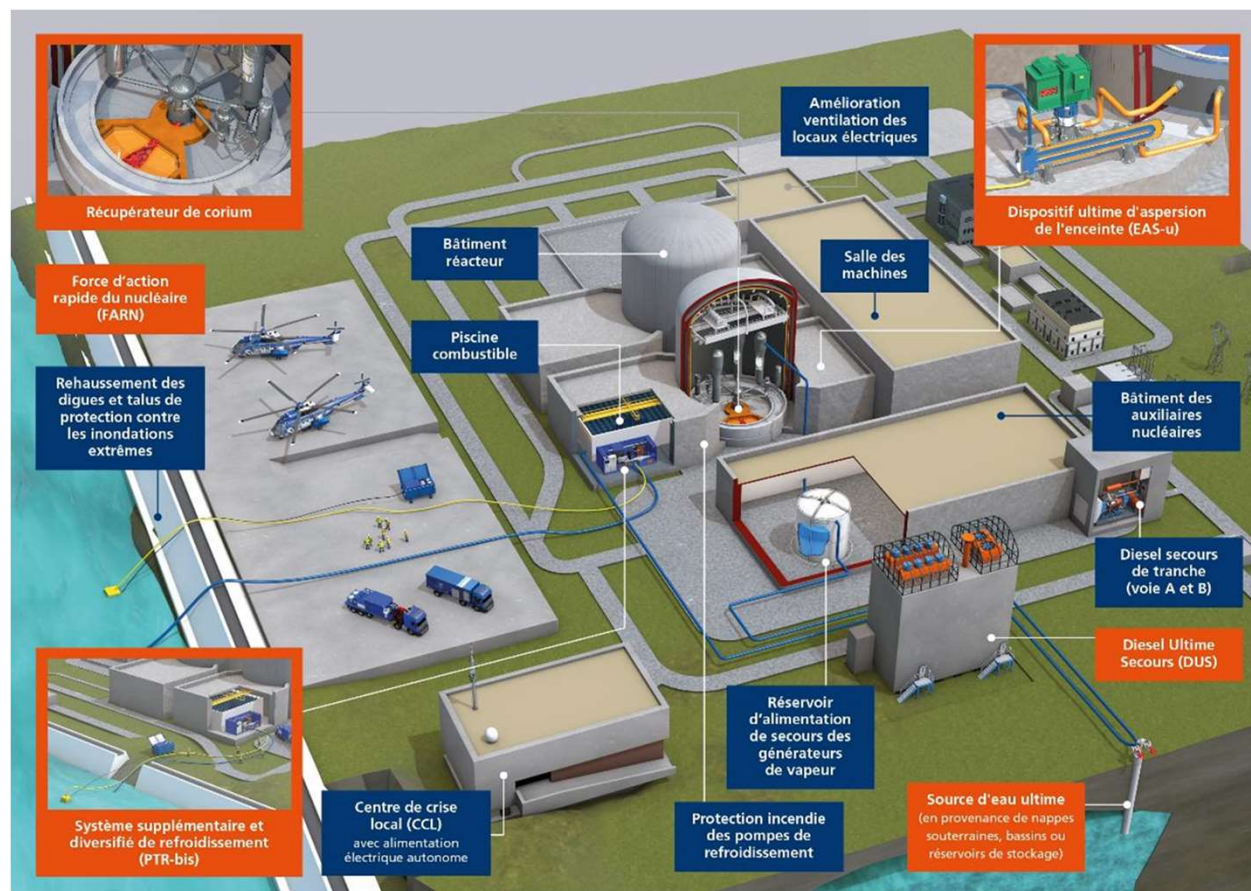 Récupérateur de corium
Force d’action
rapide du nucléaire
(FARN)
Rehaussement des
digues et talus de
protection contre
les inondations
extrêmes
Système supplémentaire et
diversifié de refroidissement
(PTR-bis)
Bâtiment
réacteur
Piscine
combustible
Amélioration
ventilation des
locaux électriques
Salle des
machines
Dispositif ultime d'aspersion
de l'enceinte (EAS-u)
Bâtiment des
auxiliaires
nucléaires
Diesel secours
de tranche
(voie A et B)
Diesel Ultime
Secours (DUS)
Centre de crise
local (CCL)
avec alimentation
électrique autonome
Protection incendie
des pompes de
refroidissement
Réservoir
d’alimentation
de secours des
générateurs
de vapeur
Source d'eau ultime
(en provenance de nappes
souterraines, bassins ou
réservoirs de stockage)